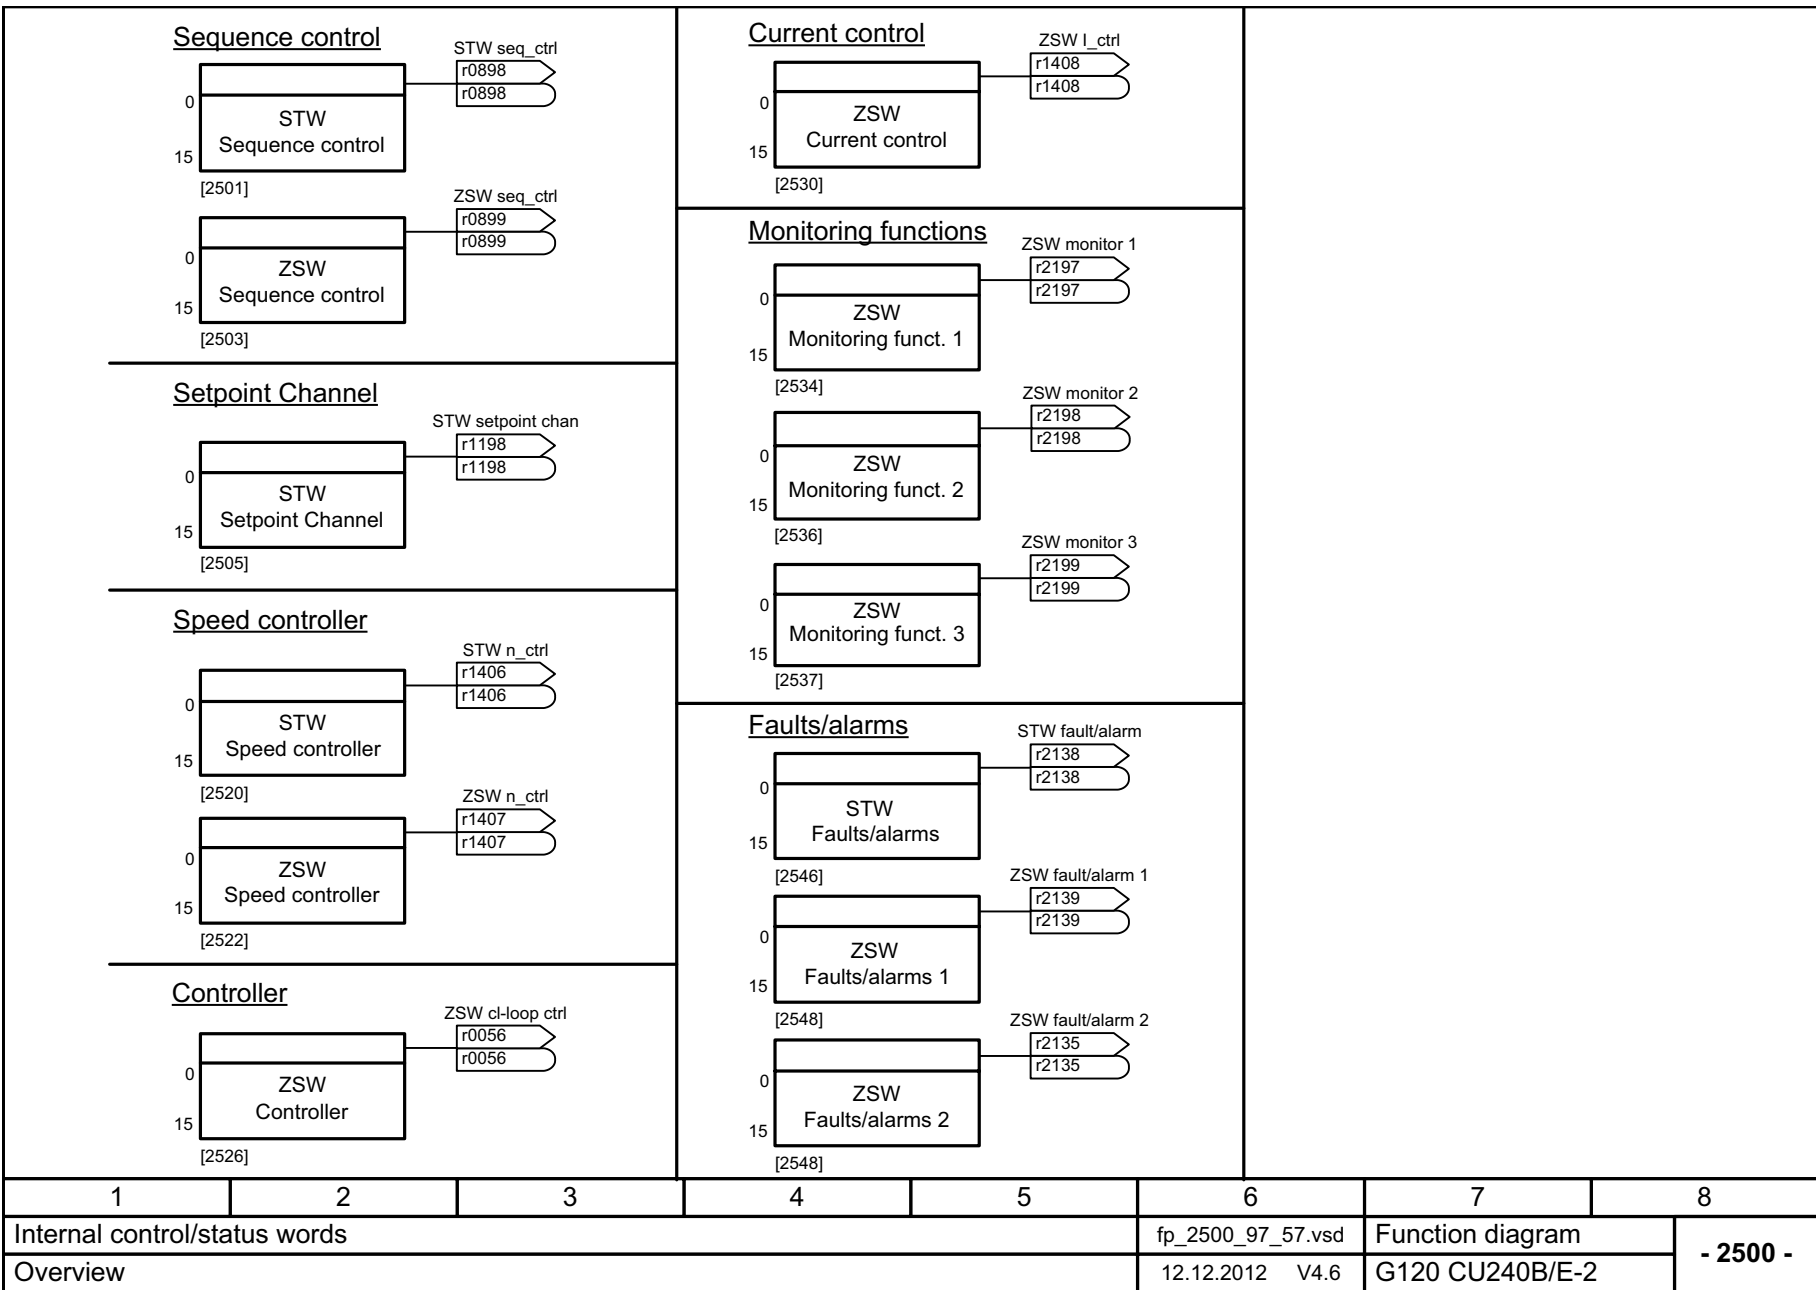 Sequence control
STW seq_ctrl
r0898
r0898
0
STW
Sequence control
15
[2501]
ZSW seq_ctrl
r0899
r0899
0
ZSW
Sequence control
15
[2503]
Setpoint Channel
STW setpoint chan
r1198
r1198
0
STW
Setpoint Channel
15
[2505]
Speed controller
STW n_ctrl
r1406
r1406
0
STW
Speed controller
15
[2520]
ZSW n_ctrl
r1407
r1407
0
ZSW
Speed controller
15
[2522]
Controller
ZSW cl-loop ctrl
r0056
r0056
0
ZSW
Controller
15
[2526]
Current control
ZSW I_ctrl
r1408
r1408
0
ZSW
Current control
15
[2530]
Monitoring functions
ZSW monitor 1
r2197
r2197
0
ZSW
Monitoring funct. 1
15
[2534]
ZSW monitor 2
r2198
r2198
0
ZSW
Monitoring funct. 2
15
[2536]
ZSW monitor 3
r2199
r2199
0
ZSW
Monitoring funct. 3
15
[2537]
Faults/alarms
STW fault/alarm
r2138
r2138
0
STW
Faults/alarms
15
[2546]
ZSW fault/alarm 1
r2139
r2139
0
ZSW
Faults/alarms 1
15
[2548]
ZSW fault/alarm 2
r2135
r2135
0
ZSW
Faults/alarms 2
15
[2548]
1 2 3 4 5 6 7 8
Internal control/status words fp_2500_97_57.vsd Function diagram
- 2500 -
Overview 12.12.2012 V4.6 G120 CU240B/E-2